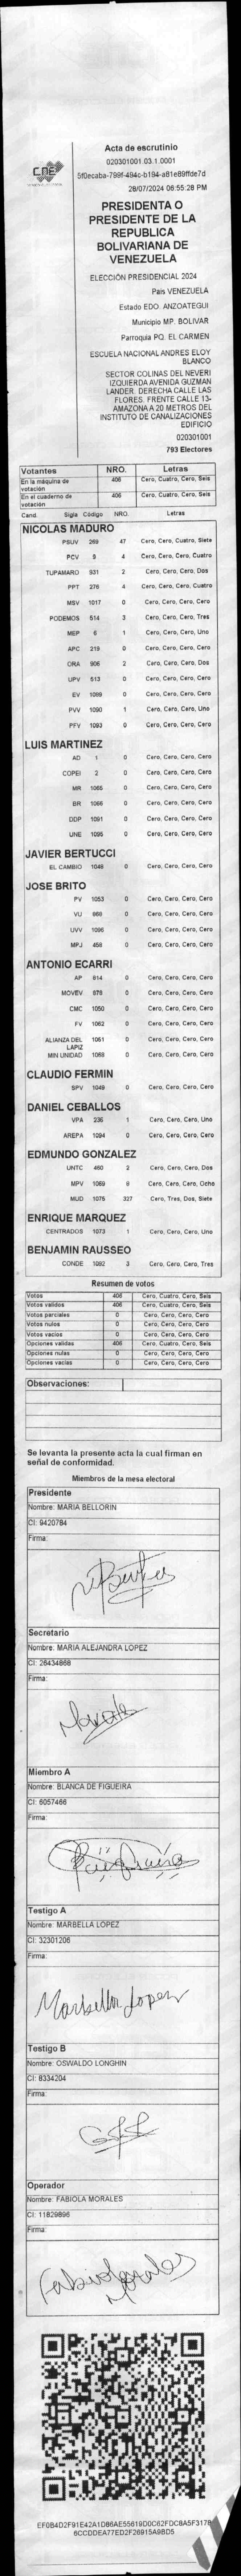 CNE
Acta de escrutinio
020301001.03.1.0001
28/07/2024 06:55:28 PM
PRESIDENTA O
PRESIDENTE DE LA
REPUBLICA
BOLIVARIANA DE
VENEZUELA
ELECCIÓN PRESIDENCIAL 2024
País VENEZUELA
Estado EDO. ANZOATEGUI
Municipio MP. BOLIVAR
Parroquia PQ. EL CARMEN
ESCUELA NACIONAL ANDRES ELOY
BLANCO
SECTOR COLINAS DEL NEVERI
IZQUIERDA AVENIDA GUZMAN
LANDER. DERECHA CALLE LAS
FLORES. FRENTE CALLE 13-
AMAZONA A 20 METROS DEL
INSTITUTO DE CANALIZACIONES
EDIFICIO
020301001
793 Electores
Votantes NRO. Letras
En la máquina de votación 406 Cero, Cuatro, Cero, Seis
En el cuaderno de votación 406 Cero, Cuatro, Cero, Seis
Cand. Sigla Código NRO. Letras
NICOLAS MADURO
PSUV 269 47 Cero, Cero, Cuatro, Siete
PCV 5 4 Cero, Cero, Cero, Cuatro
TUPAMARO 931 2 Cero, Cero, Cero, Dos
PPT 276 4 Cero, Cero, Cero, Cuatro
MSV 1017 0 Cero, Cero, Cero, Cero
PODEMOS 514 3 Cero, Cero, Cero, Tres
MEP 6 1 Cero, Cero, Cero, Uno
APC 219 0 Cero, Cero, Cero, Cero
ORA 906 2 Cero, Cero, Cero, Dos
UPV 613 0 Cero, Cero, Cero, Cero
EV 1089 0 Cero, Cero, Cero, Cero
PVV 1090 1 Cero, Cero, Cero, Uno
PFV 1093 0 Cero, Cero, Cero, Cero
LUIS MARTINEZ
AD 1 0 Cero, Cero, Cero, Cero
COPEI 2 0 Cero, Cero, Cero, Cero
MR 1065 0 Cero, Cero, Cero, Cero
BR 1066 0 Cero, Cero, Cero, Cero
DDP 1091 0 Cero, Cero, Cero, Cero
UNE 1095 0 Cero, Cero, Cero, Cero
JAVIER BERTUCCI
EL CAMBIO 1048 0 Cero, Cero, Cero, Cero
JOSE BRITO
PV 1053 0 Cero, Cero, Cero, Cero
VU 989 0 Cero, Cero, Cero, Cero
UVV 1096 0 Cero, Cero, Cero, Cero
MPJ 458 0 Cero, Cero, Cero, Cero
ANTONIO ECARRI
AP 814 0 Cero, Cero, Cero, Cero
MOVEV 878 0 Cero, Cero, Cero, Cero
CMC 1050 0 Cero, Cero, Cero, Cero
FV 1062 0 Cero, Cero, Cero, Cero
ALIANZA DEL LAPIZ 1051 0 Cero, Cero, Cero, Cero
MIN UNIDAD 1068 0 Cero, Cero, Cero, Cero
CLAUDIO FERMIN
SPV 1049 0 Cero, Cero, Cero, Cero
DANIEL CEBALLOS
VPA 236 1 Cero, Cero, Cero, Uno
AREPA 1094 0 Cero, Cero, Cero, Cero
EDMUNDO GONZALEZ
UNTC 460 2 Cero, Cero, Cero, Dos
MPV 1069 8 Cero, Cero, Cero, Ocho
MUD 1075 327 Cero, Tres, Dos, Siete
ENRIQUE MARQUEZ
CENTRADOS 1073 1 Cero, Cero, Cero, Uno
BENJAMIN RAUSSEO
CONDE 1082 3 Cero, Cero, Cero, Tres
Resumen de votos
Votos 406 Cero, Cuatro, Cero, Seis
Votos validos 406 Cero, Cuatro, Cero, Seis
Votos parciales 0 Cero, Cero, Cero, Cero
Votos nulos 0 Cero, Cero, Cero, Cero
Votos vacios 0 Cero, Cero, Cero, Cero
Opciones validas 406 Cero, Cuatro, Cero, Seis
Opciones nulas 0 Cero, Cero, Cero, Cero
Opciones vacias 0 Cero, Cero, Cero, Cero
Observaciones:
Se levanta la presente acta la cual firman en
señal de conformidad.
Miembros de la mesa electoral
Presidente
Nombre: MARIA BELLORIN
CI: 9420784
Firma:
Secretario
Nombre: MARIA ALEJANDRA LOPEZ
CI: 26434868
Firma:
Miembro A
Nombre: BLANCA DE FIGUEIRA
CI: 6057466
Firma:
Testigo A
Nombre: MARBELLA LOPEZ
CI: 32301206
Firma:
Marbella Lopez
Testigo B
Nombre: OSWALDO LONGHIN
CI: 8334204
Firma:
Operador
Nombre: FABIOLA MORALES
CI: 11829896
Firma:
Fabiola Morales
EF0B4D2F91E42A1D86AE55619D0C62FDC8A5F3178
6CCDDEA77ED2F26915A9BD5